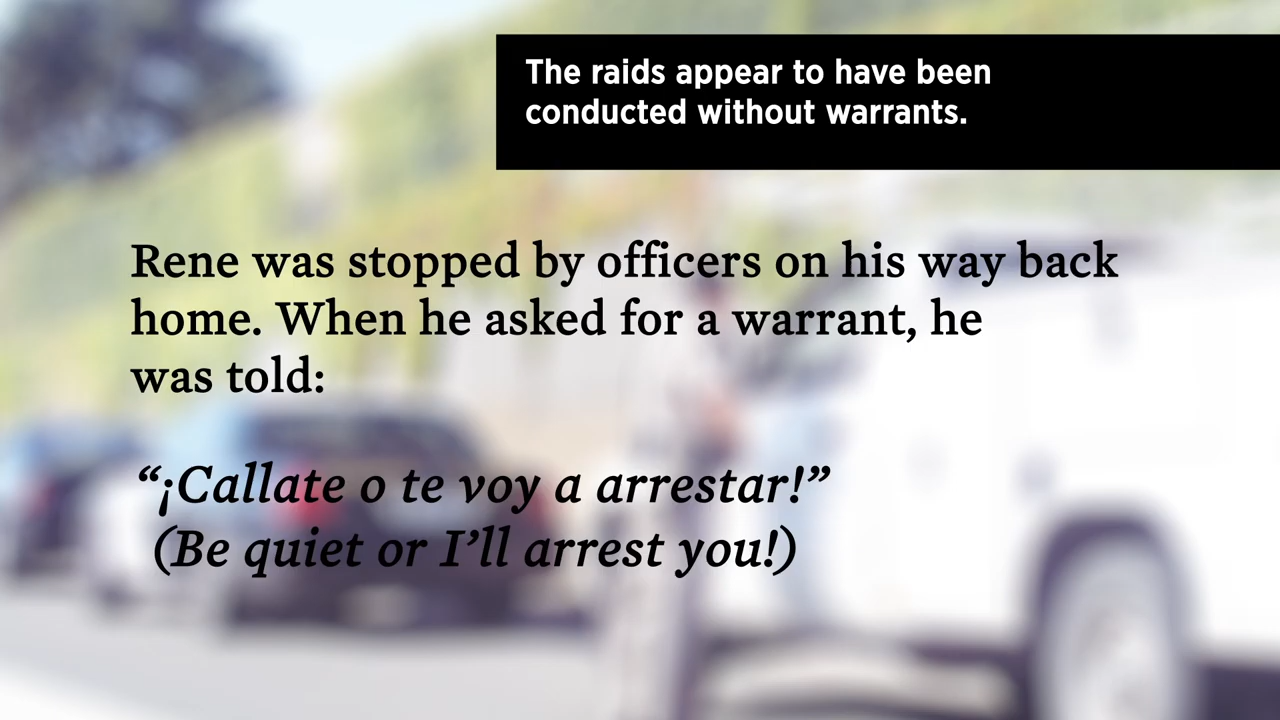 The raids appear to have been
conducted without warrants.
Rene was stopped by officers on his way back
home. When he asked for a warrant, he
was told:
“¡Callate o te voy a arrestar!”
(Be quiet or I’ll arrest you!)